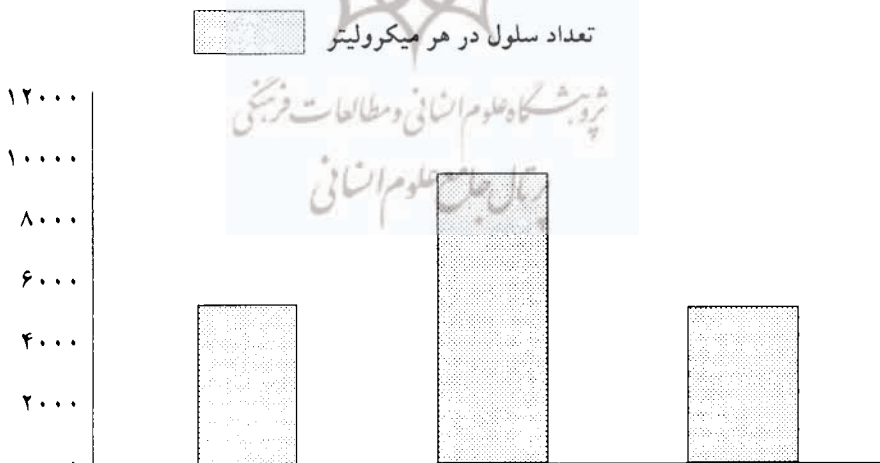 تعداد سلول در هر میکرولیتر
پژوهشگاه علوم انسانی و مطالعات فرهنگی
پرتال جامع علوم انسانی
۱۲۰۰۰
۱۰۰۰۰
۸۰۰۰
۶۰۰۰
۴۰۰۰
۲۰۰۰